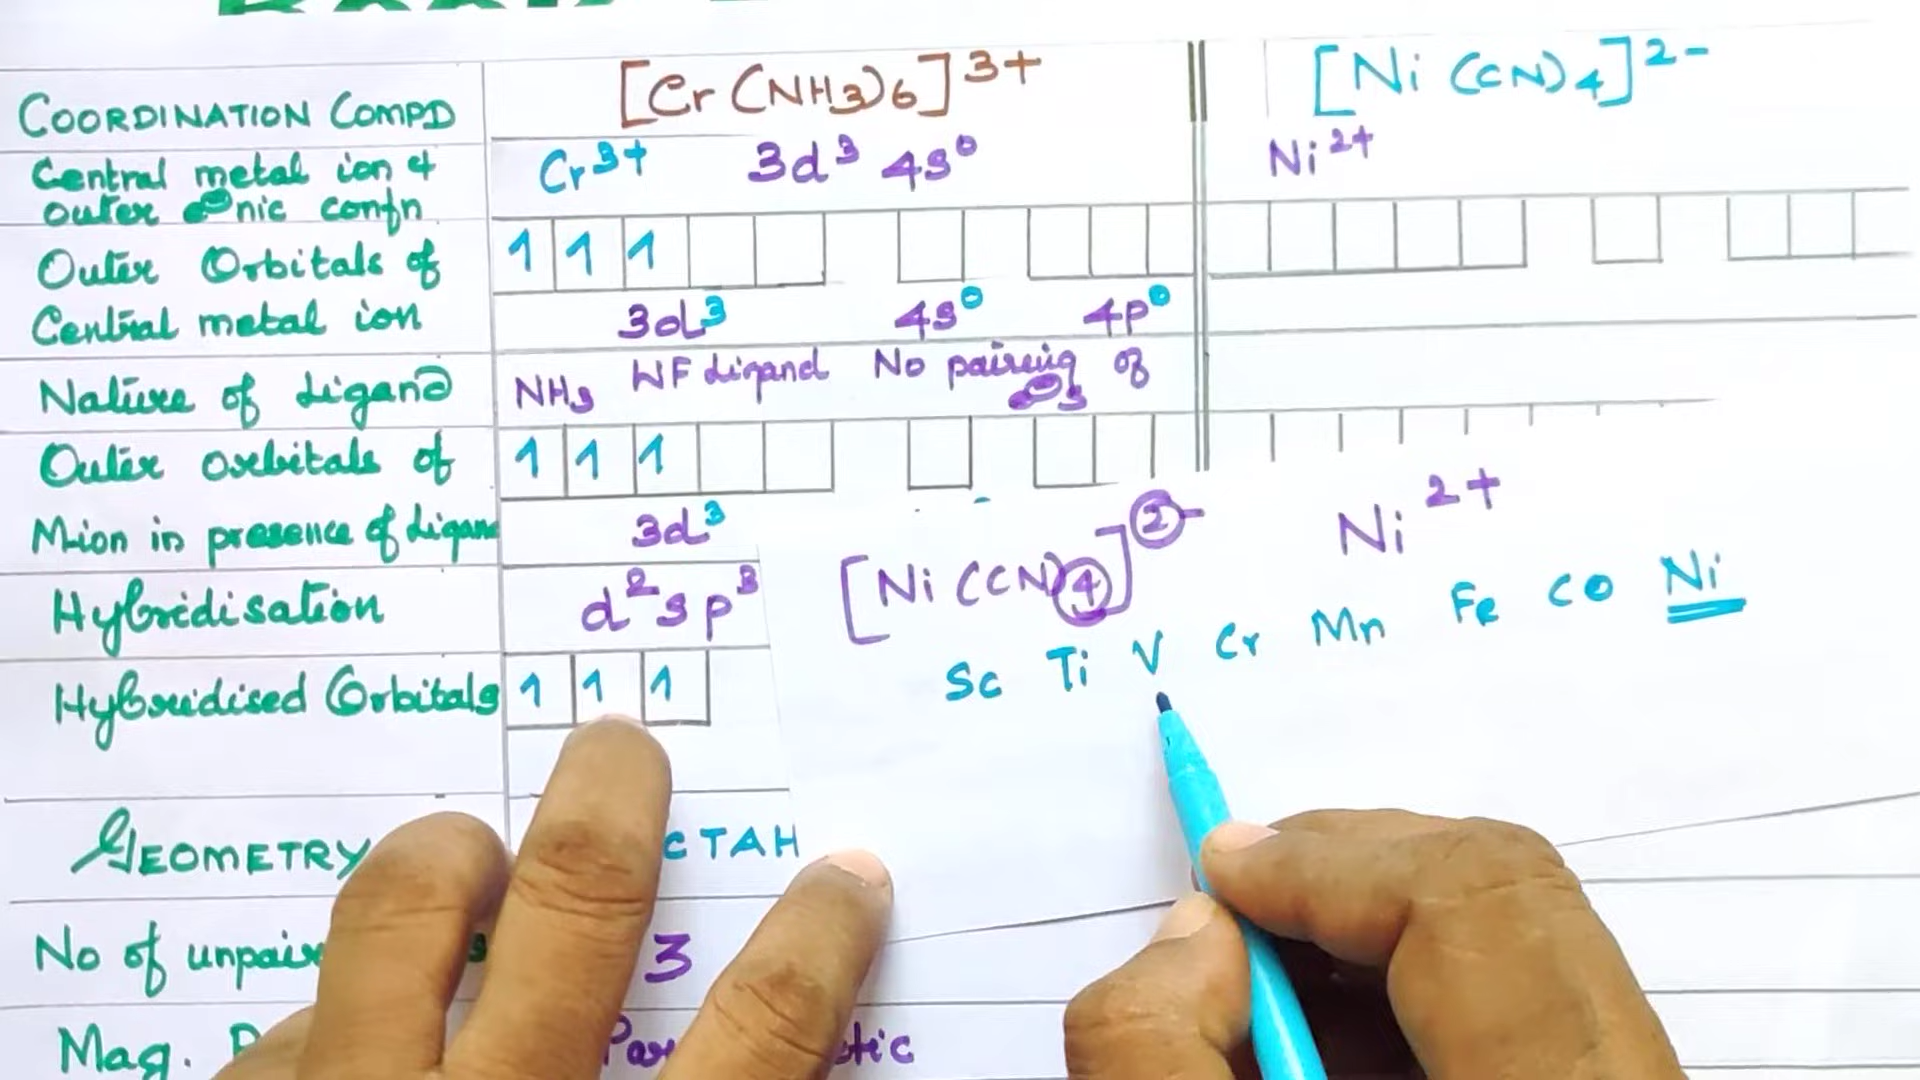 COORDINATION COMPD [Cr (NH3)6]3+ [Ni (CN)4]2-
Central metal ion & Cr3+ 3d3 4s0 Ni2+
outer nic confn
Outer Orbitals of 1 1 1
Central metal ion 3d3 4s0 4p0
Nature of Ligand NH3 WF Ligand No pairing of
Outer orbitals of 1 1 1
M-ion in presence of Ligand 3d3
[Ni (CN)4]2- Ni2+
Hybridisation d2sp3
Sc Ti V Cr Mn Fe CO Ni
Hybridised Orbitals 1 1 1
GEOMETRY CTAH
No of unpair s 3
Mag. Par etic